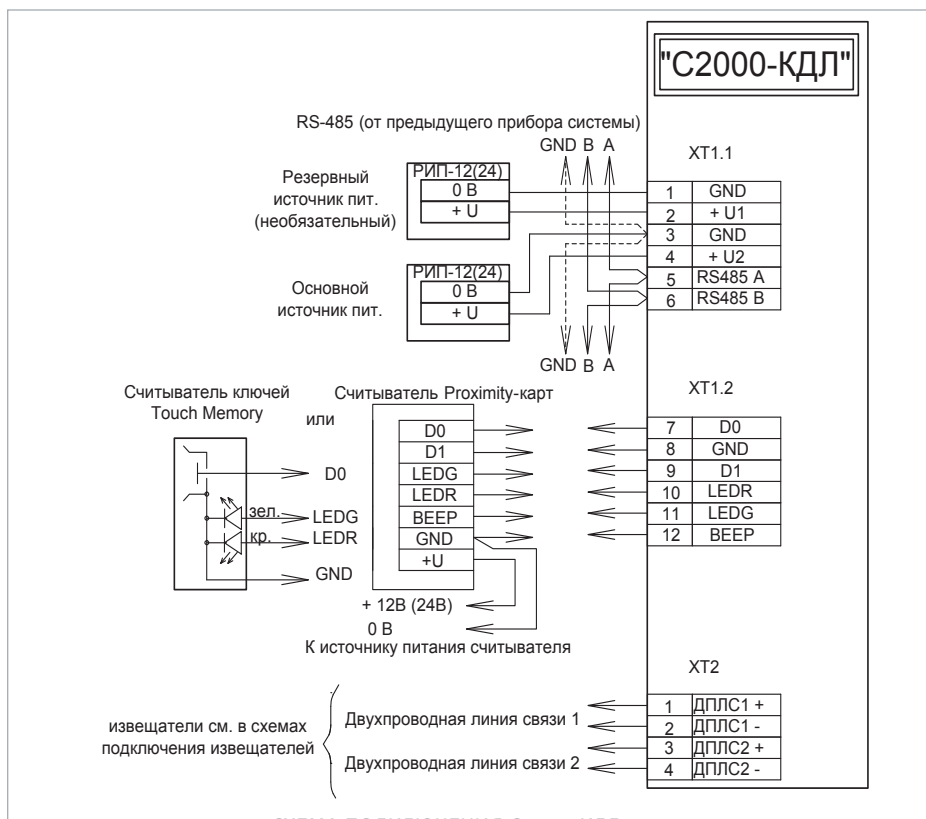 "С2000-КДЛ"
RS-485 (от предыдущего прибора системы)
GND B A
XT1.1
Резервный
источник пит.
(необязательный)
РИП-12(24)
0 В
+ U
1 GND
2 + U1
3 GND
4 + U2
5 RS485 A
6 RS485 B
Основной
источник пит.
РИП-12(24)
0 В
+ U
GND B A
Считыватель ключей
Touch Memory
или
Считыватель Proximity-карт
XT1.2
D0
зел.
LEDG
кр.
LEDR
GND
D0
D1
LEDG
LEDR
BEEP
GND
+U
7 D0
8 GND
9 D1
10 LEDR
11 LEDG
12 BEEP
+ 12В (24В)
0 В
К источнику питания считывателя
XT2
извещатели см. в схемах
подключения извещателей
Двухпроводная линия связи 1
Двухпроводная линия связи 2
1 ДПЛС1 +
2 ДПЛС1 -
3 ДПЛС2 +
4 ДПЛС2 -